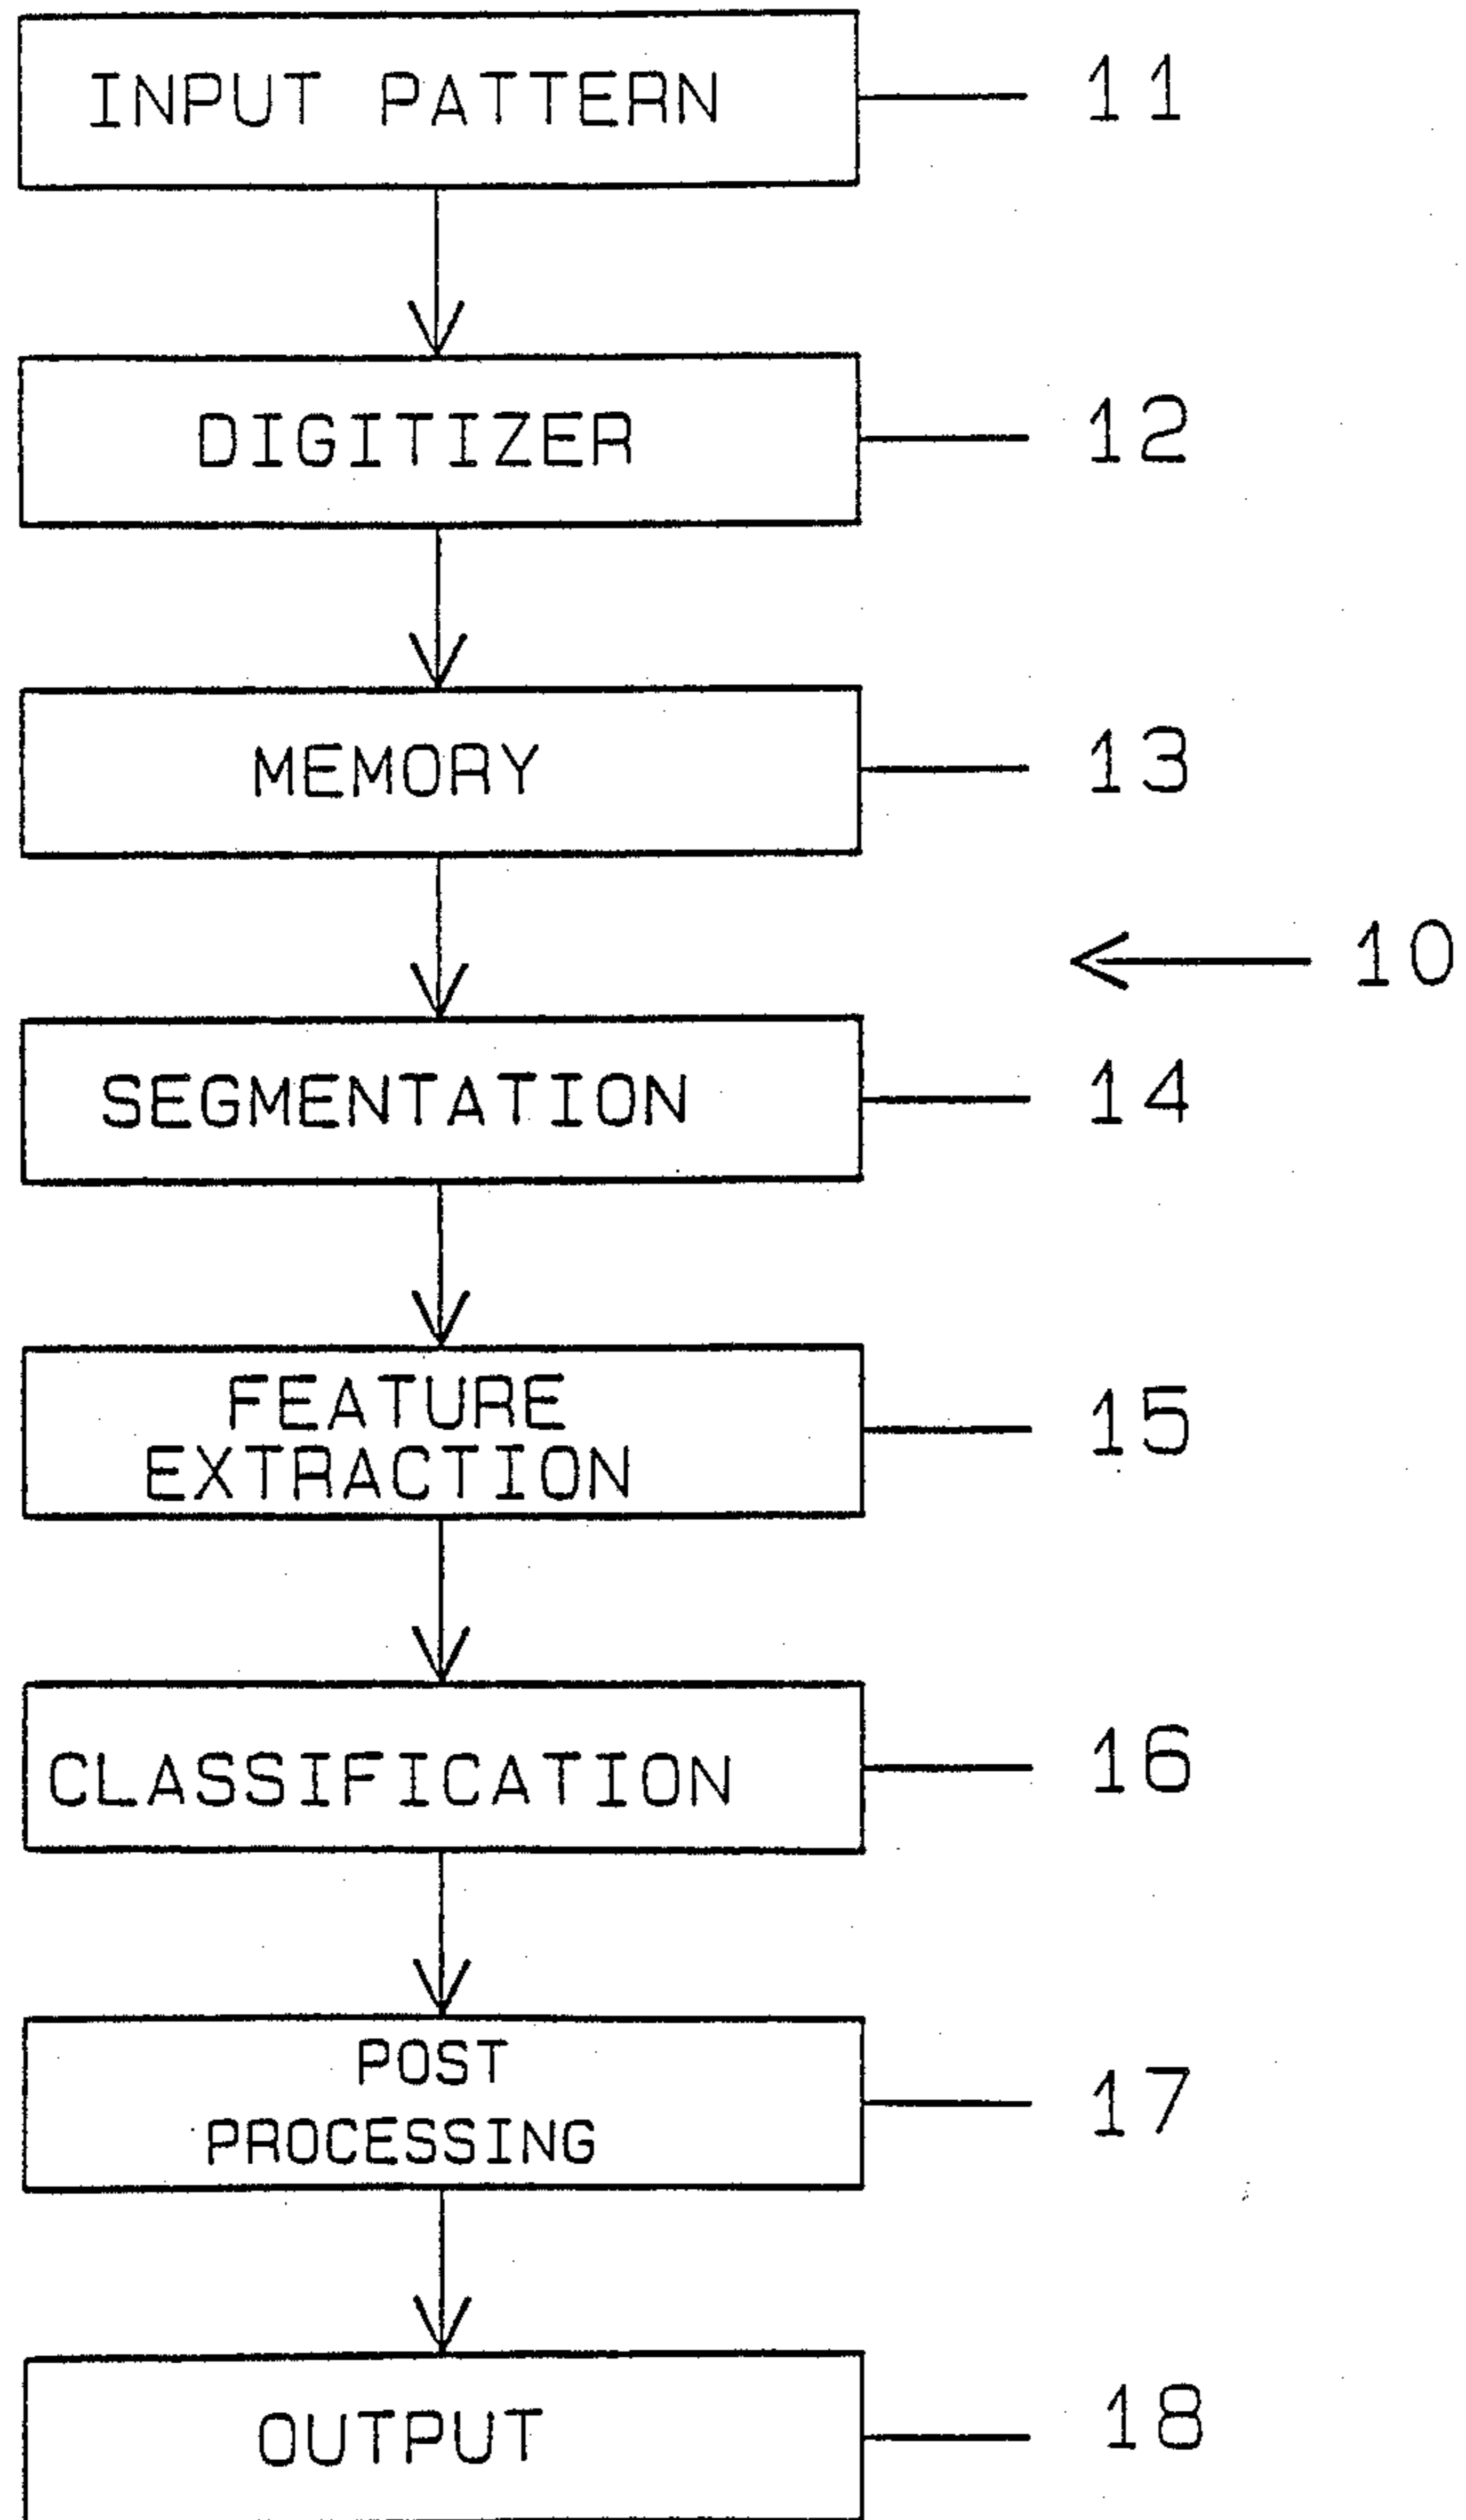 INPUT PATTERN 11
DIGITIZER 12
MEMORY 13
10
SEGMENTATION 14
FEATURE
EXTRACTION 15
CLASSIFICATION 16
POST
PROCESSING 17
OUTPUT 18